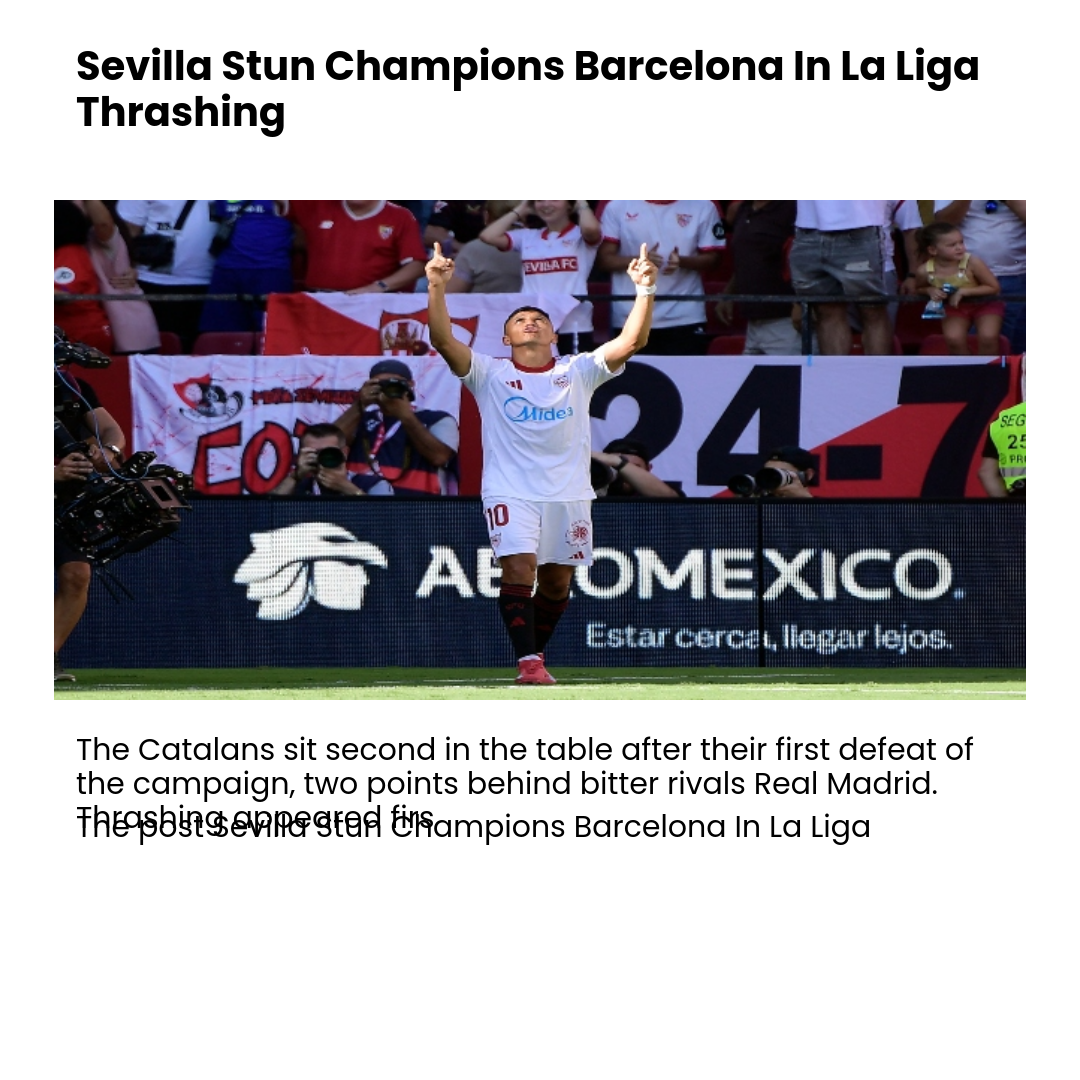 Sevilla Stun Champions Barcelona In La Liga
Thrashing
SEVILLA FC
24-7
SEG
25
PR
Midea
10
AEROMEXICO.
Estar cerca, llegar lejos.
The Catalans sit second in the table after their first defeat of
the campaign, two points behind bitter rivals Real Madrid.
Thrashing appeared firs
The post Sevilla Stun Champions Barcelona In La Liga